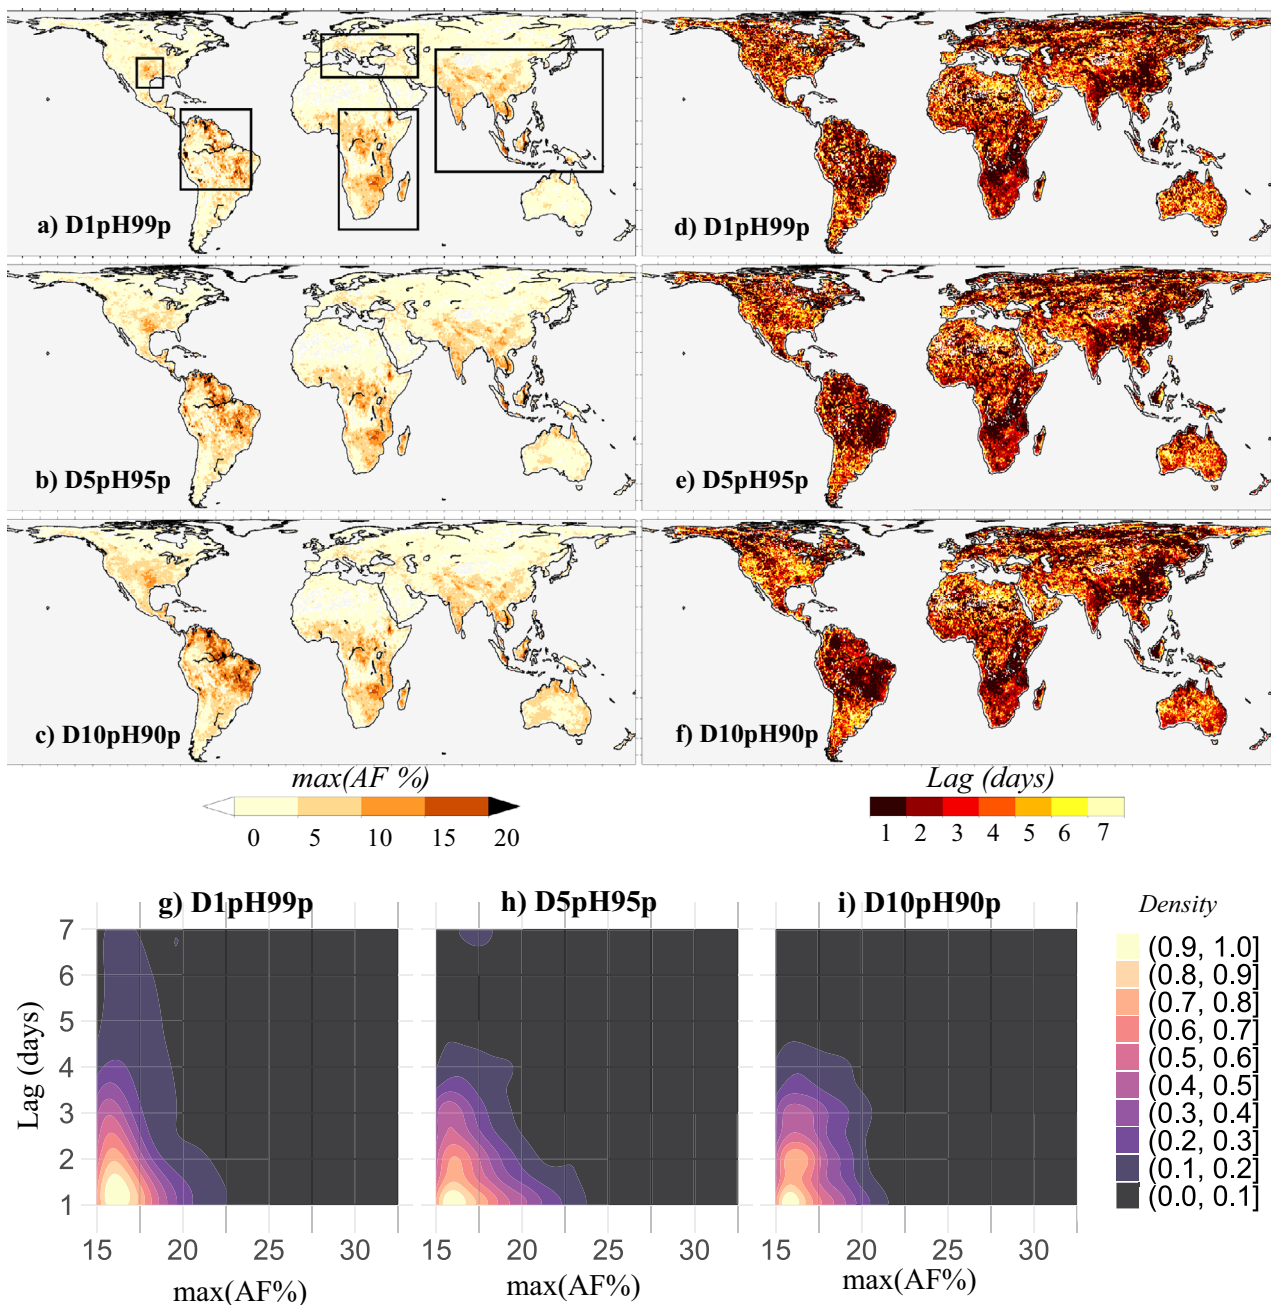 a) D1pH99p
d) D1pH99p
b) D5pH95p
e) D5pH95p
c) D10pH90p
f) D10pH90p
max(AF %)
0 5 10 15 20
Lag (days)
1 2 3 4 5 6 7
g) D1pH99p
h) D5pH95p
i) D10pH90p
Density
7
6
5
4
3
2
1
Lag (days)
15 20 25 30
15 20 25 30
15 20 25 30
max(AF%)
max(AF%)
max(AF%)
(0.9, 1.0]
(0.8, 0.9]
(0.7, 0.8]
(0.6, 0.7]
(0.5, 0.6]
(0.4, 0.5]
(0.3, 0.4]
(0.2, 0.3]
(0.1, 0.2]
(0.0, 0.1]